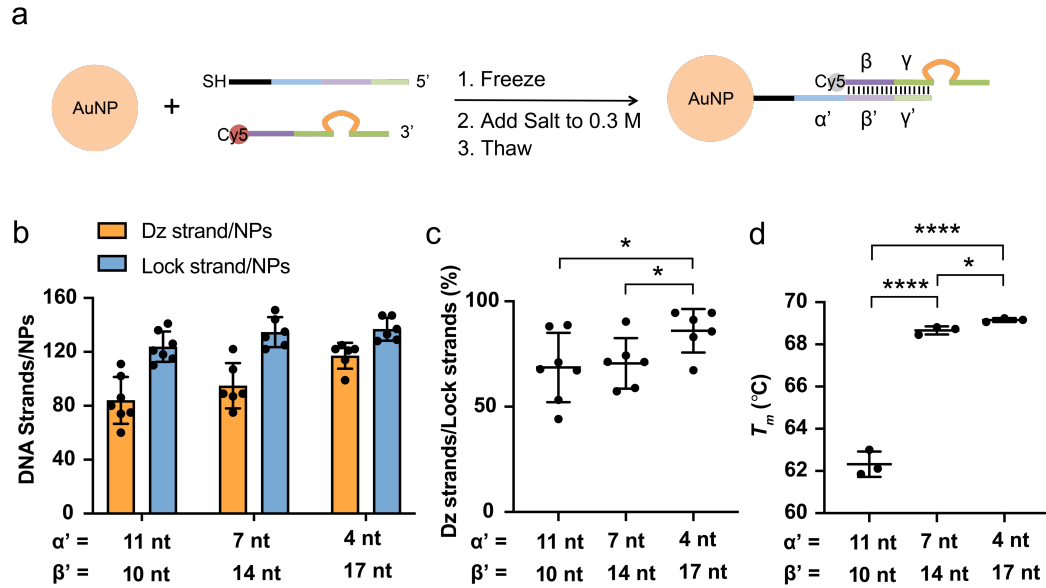 a
AuNP
+
SH
5’
Cy5
3’
1. Freeze
2. Add Salt to 0.3 M
3. Thaw
AuNP
Cy5
β γ
α’ β’ γ’
b
Dz strand/NPs
Lock strand/NPs
DNA Strands/NPs
160
120
80
40
0
α’ = 11 nt 7 nt 4 nt
β’ = 10 nt 14 nt 17 nt
c
Dz strands/Lock strands (%)
100
50
0
*
*
α’ = 11 nt 7 nt 4 nt
β’ = 10 nt 14 nt 17 nt
d
Tm (°C)
70
69
68
66
64
62
60
****
****
*
α’ = 11 nt 7 nt 4 nt
β’ = 10 nt 14 nt 17 nt